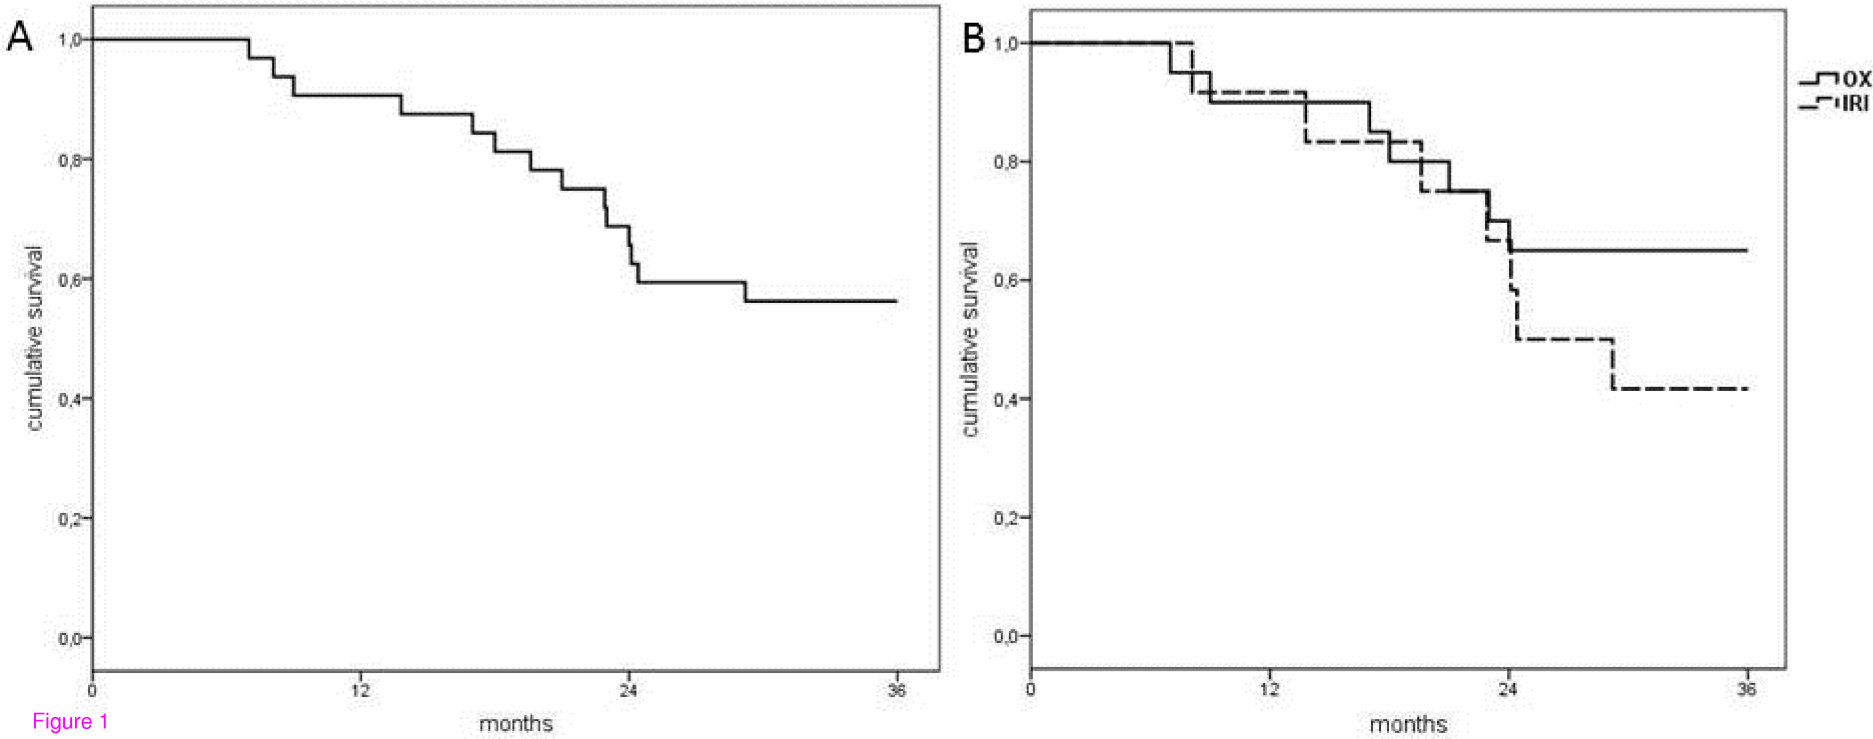 A
1,0
0,8
0,6
0,4
0,2
0,0
cumulative survival
0
12
24
36
months
Figure 1
B
1,0
0,8
0,6
0,4
0,2
0,0
cumulative survival
0
12
24
36
months
OX
IRI